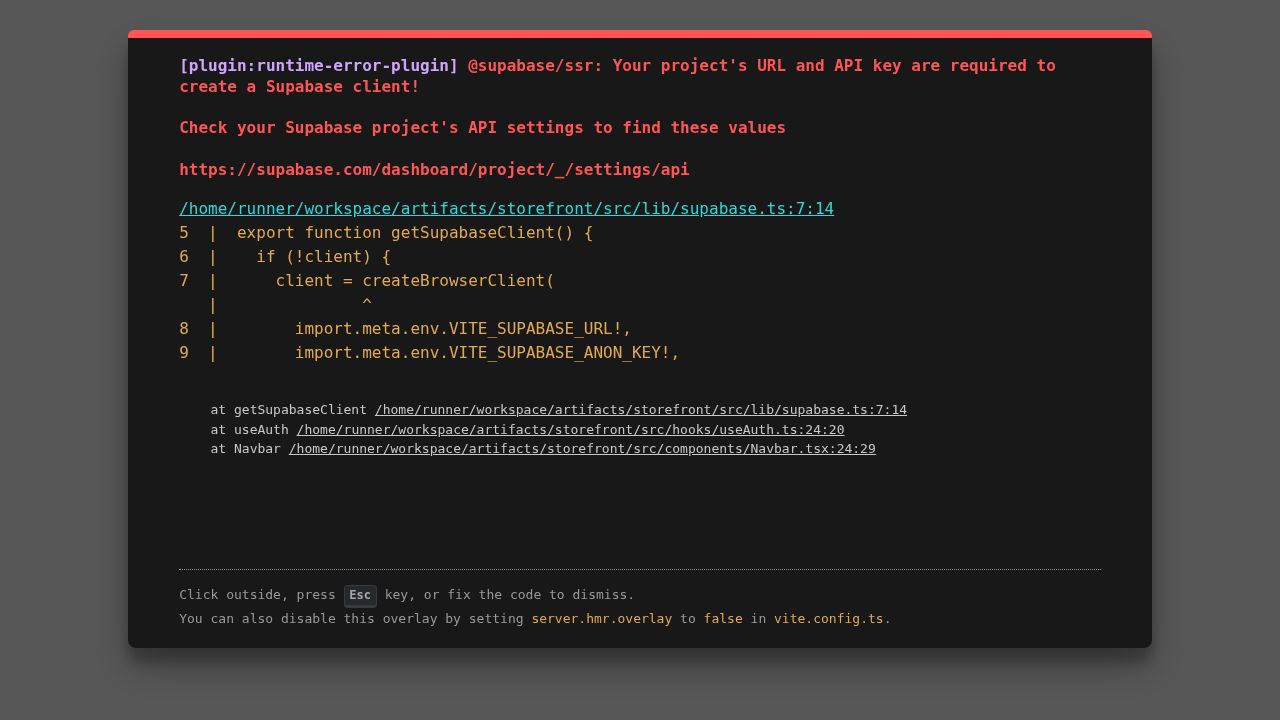 [plugin:runtime-error-plugin] @supabase/ssr: Your project's URL and API key are required to
create a Supabase client!
Check your Supabase project's API settings to find these values
https://supabase.com/dashboard/project/_/settings/api
/home/runner/workspace/artifacts/storefront/src/lib/supabase.ts:7:14
5  |  export function getSupabaseClient() {
6  |    if (!client) {
7  |      client = createBrowserClient(
   |               ^
8  |        import.meta.env.VITE_SUPABASE_URL!,
9  |        import.meta.env.VITE_SUPABASE_ANON_KEY!,
at getSupabaseClient /home/runner/workspace/artifacts/storefront/src/lib/supabase.ts:7:14
at useAuth /home/runner/workspace/artifacts/storefront/src/hooks/useAuth.ts:24:20
at Navbar /home/runner/workspace/artifacts/storefront/src/components/Navbar.tsx:24:29
Click outside, press Esc key, or fix the code to dismiss.
You can also disable this overlay by setting server.hmr.overlay to false in vite.config.ts.